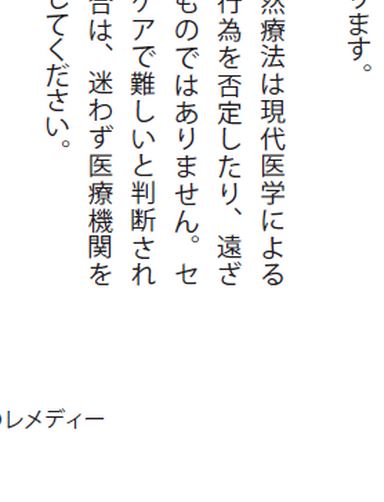 ります。
然療法は現代医学による
行為を否定したり、遠ざ
ものではありません。セ
ケアで難しいと判断され
合は、迷わず医療機関を
してください。
のレメディー